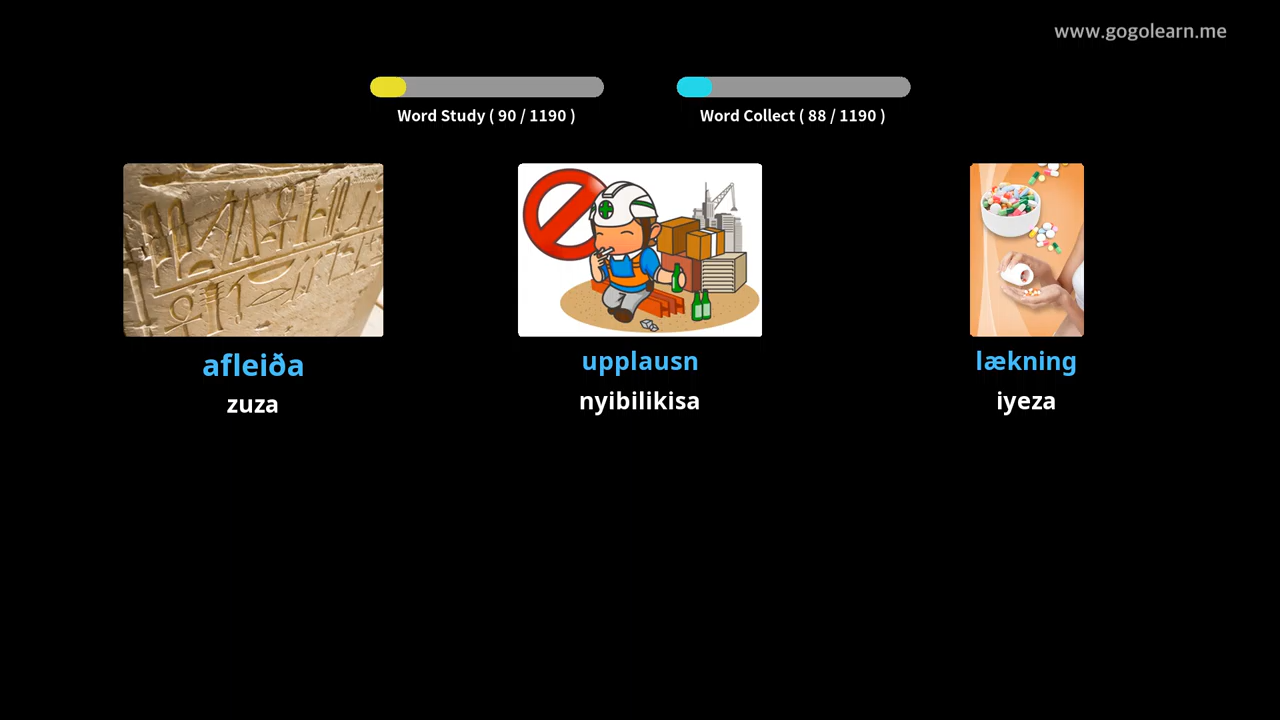 www.gogolearn.me
Word Study ( 90 / 1190 )
Word Collect ( 88 / 1190 )
afleiða
zuza
upplausn
nyibilikisa
lækning
iyeza